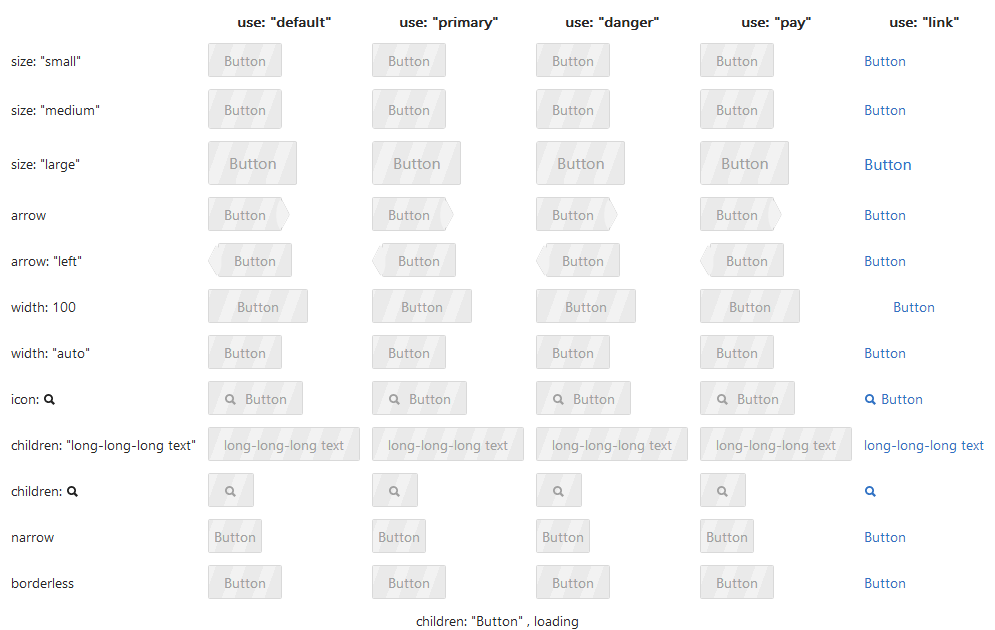 use: "default" use: "primary" use: "danger" use: "pay" use: "link"
size: "small" Button Button Button Button Button
size: "medium" Button Button Button Button Button
size: "large" Button Button Button Button Button
arrow Button Button Button Button Button
arrow: "left" Button Button Button Button Button
width: 100 Button Button Button Button Button
width: "auto" Button Button Button Button Button
icon: Button Button Button Button Button
children: "long-long-long text" long-long-long text long-long-long text long-long-long text long-long-long text long-long-long text
children:
narrow Button Button Button Button Button
borderless Button Button Button Button Button
children: "Button" , loading